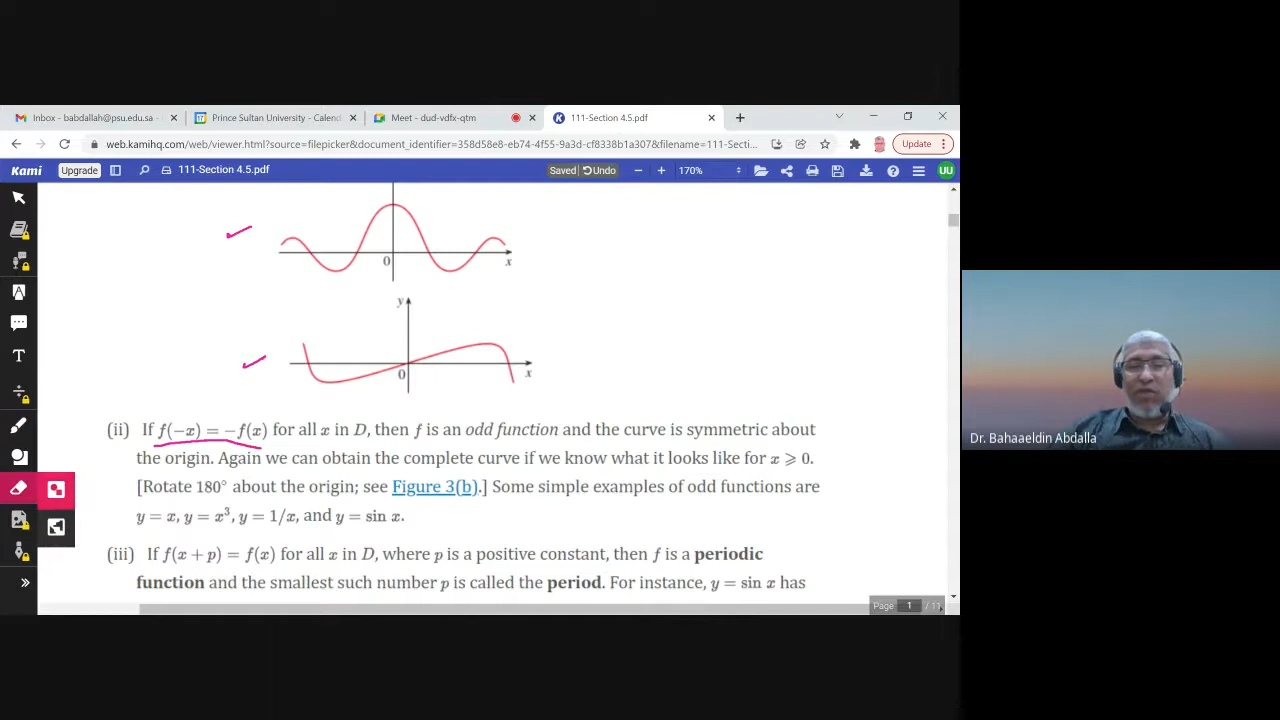 Inbox - babdallah@psu.edu.sa - 
Prince Sultan University - Calend
Meet - dud-vdfx-qtm
111-Section 4.5.pdf
web.kamihq.com/web/viewer.html?source=filepicker&document_identifier=358d58e8-eb74-4f55-9a3d-cf8338b1a307&filename=111-Secti...
Update
Kami
Upgrade
111-Section 4.5.pdf
Saved
Undo
170%
UU
0
x
y
0
x
(ii) If f(−x) = −f(x) for all x in D, then f is an odd function and the curve is symmetric about
the origin. Again we can obtain the complete curve if we know what it looks like for x ⩾ 0.
[Rotate 180° about the origin; see Figure 3(b).] Some simple examples of odd functions are
y = x, y = x³, y = 1/x, and y = sin x.
(iii) If f(x + p) = f(x) for all x in D, where p is a positive constant, then f is a periodic
function and the smallest such number p is called the period. For instance, y = sin x has
Page 1 / 11
Dr. Bahaaeldin Abdalla